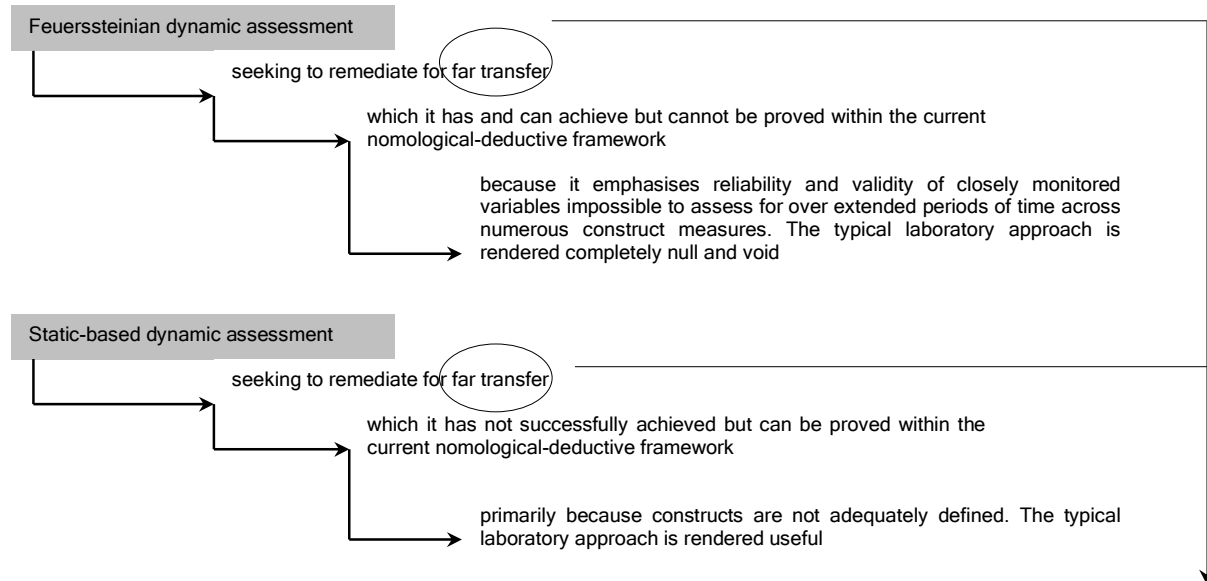 Feuerssteinian dynamic assessment
seeking to remediate for far transfer
which it has and can achieve but cannot be proved within the current
nomological-deductive framework
because it emphasises reliability and validity of closely monitored
variables impossible to assess for over extended periods of time across
numerous construct measures. The typical laboratory approach is
rendered completely null and void
Static-based dynamic assessment
seeking to remediate for far transfer
which it has not successfully achieved but can be proved within the
current nomological-deductive framework
primarily because constructs are not adequately defined. The typical
laboratory approach is rendered useful